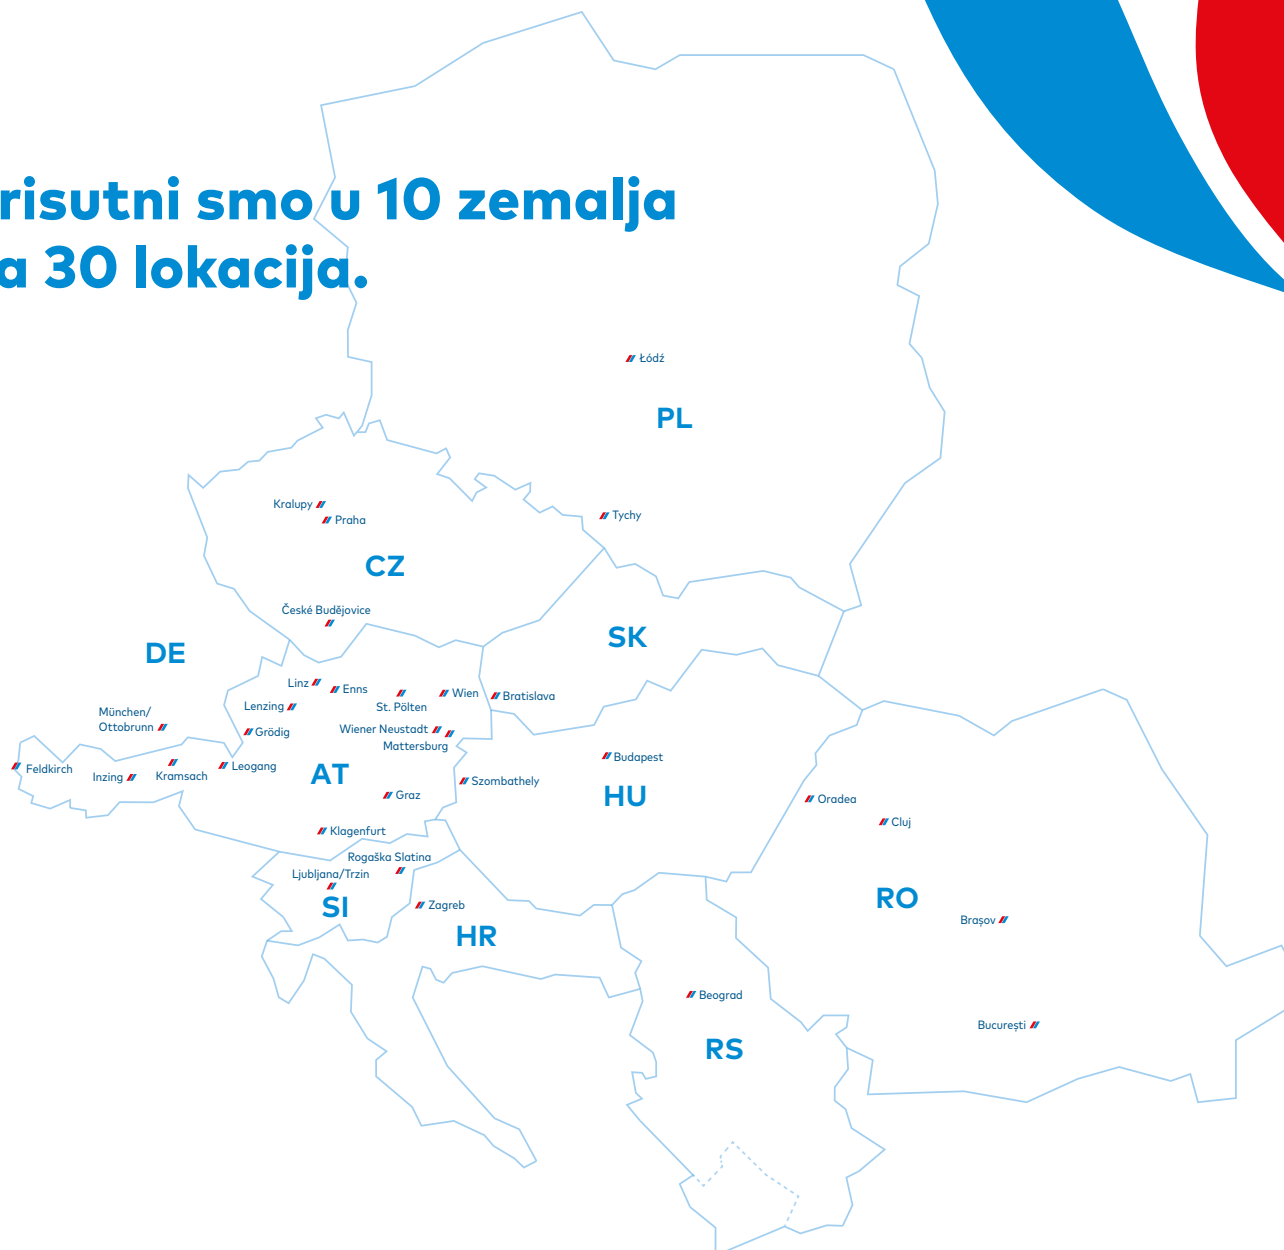 risutni smo u 10 zemalja
a 30 lokacija.
Łódź
PL
Kralupy
Tychy
Praha
CZ
České Budějovice
SK
DE
Linz
Enns
Wien
Bratislava
Lenzing
St. Pölten
München/
Ottobrunn
Grödig
Wiener Neustadt
Mattersburg
Budapest
Feldkirch
Inzing
Kramsach
Leogang
AT
Szombathely
HU
Graz
Oradea
Cluj
Klagenfurt
Rogaška Slatina
Ljubljana/Trzin
SI
Zagreb
RO
Brașov
HR
Beograd
București
RS